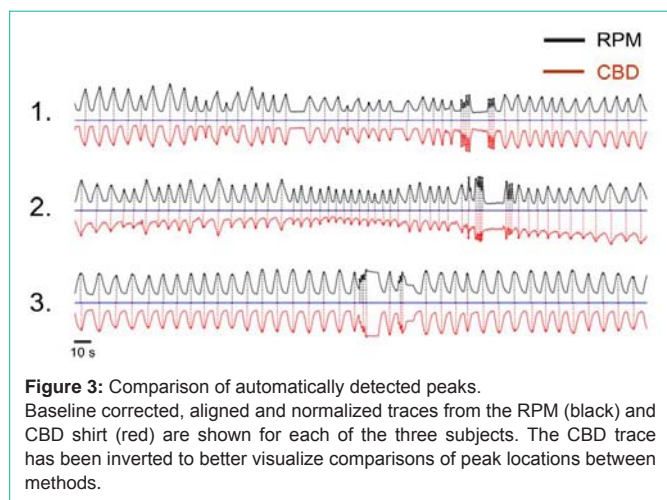 RPM
CBD
1.
2.
3.
10 s
Figure 3: Comparison of automatically detected peaks.
Baseline corrected, aligned and normalized traces from the RPM (black) and
CBD shirt (red) are shown for each of the three subjects. The CBD trace
has been inverted to better visualize comparisons of peak locations between
methods.